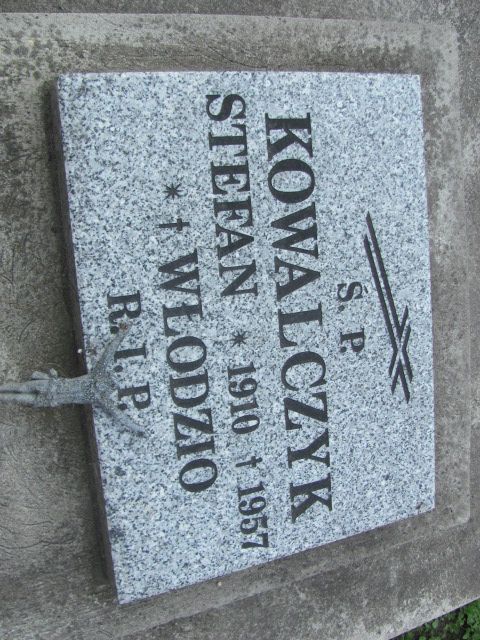 Ś. P.
KOWALCZYK
STEFAN * 1910 † 1957
* † WŁODZIO
R. I. P.